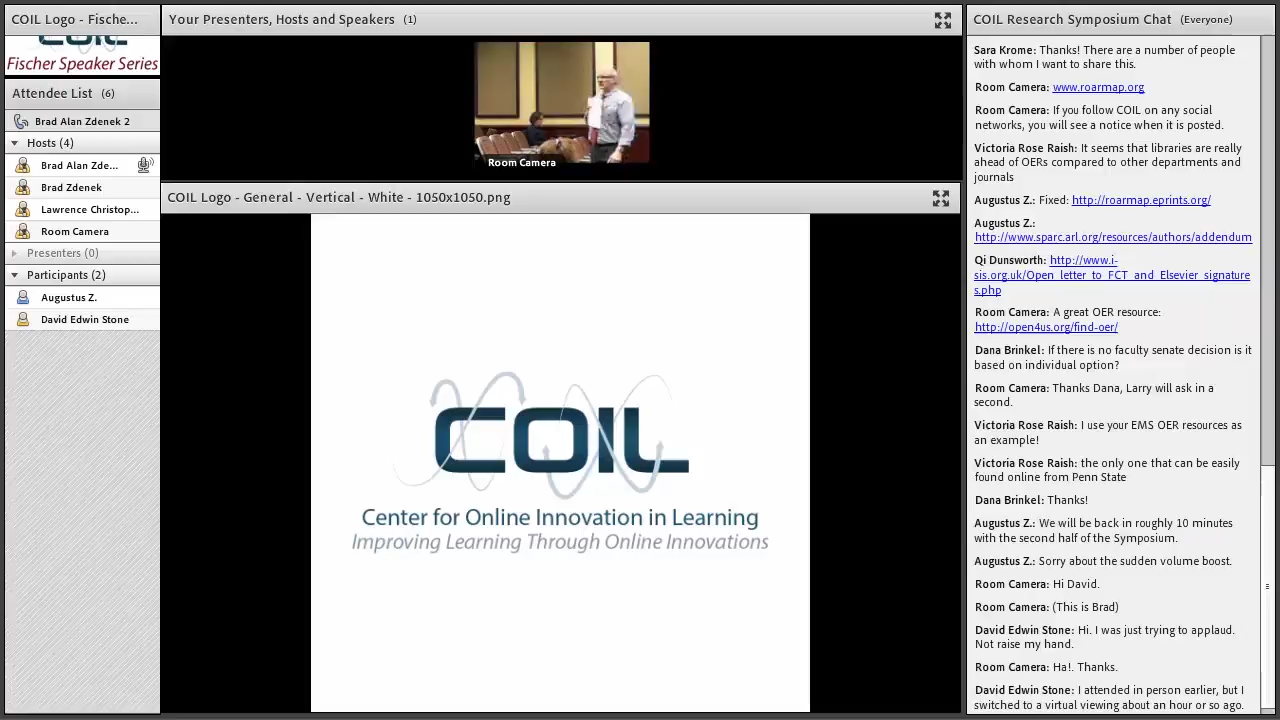 COIL Logo - Fische...
COIL
Fischer Speaker Series
Attendee List (6)
Brad Alan Zdenek 2
Hosts (4)
Brad Alan Zde...
Brad Zdenek
Lawrence Christop...
Room Camera
Presenters (0)
Participants (2)
Augustus Z.
David Edwin Stone
Your Presenters, Hosts and Speakers (1)
Room Camera
COIL Logo - General - Vertical - White - 1050x1050.png
COIL
Center for Online Innovation in Learning
Improving Learning Through Online Innovations
COIL Research Symposium Chat (Everyone)
Sara Krome: Thanks! There are a number of people
with whom I want to share this.
Room Camera: www.roarmap.org
Room Camera: If you follow COIL on any social
networks, you will see a notice when it is posted.
Victoria Rose Raish: It seems that libraries are really
ahead of OERs compared to other departments and
journals
Augustus Z.: Fixed: http://roarmap.eprints.org/
Augustus Z.:
http://www.sparc.arl.org/resources/authors/addendum
Qi Dunsworth: http://www.i-
sis.org.uk/Open_letter_to_FCT_and_Elsevier_signature
s.php
Room Camera: A great OER resource:
http://open4us.org/find-oer/
Dana Brinkel: If there is no faculty senate decision is it
based on individual option?
Room Camera: Thanks Dana, Larry will ask in a
second.
Victoria Rose Raish: I use your EMS OER resources as
an example!
Victoria Rose Raish: the only one that can be easily
found online from Penn State
Dana Brinkel: Thanks!
Augustus Z.: We will be back in roughly 10 minutes
with the second half of the Symposium.
Augustus Z.: Sorry about the sudden volume boost.
Room Camera: Hi David.
Room Camera: (This is Brad)
David Edwin Stone: Hi. I was just trying to applaud.
Not raise my hand.
Room Camera: Ha!. Thanks.
David Edwin Stone: I attended in person earlier, but I
switched to a virtual viewing about an hour or so ago.